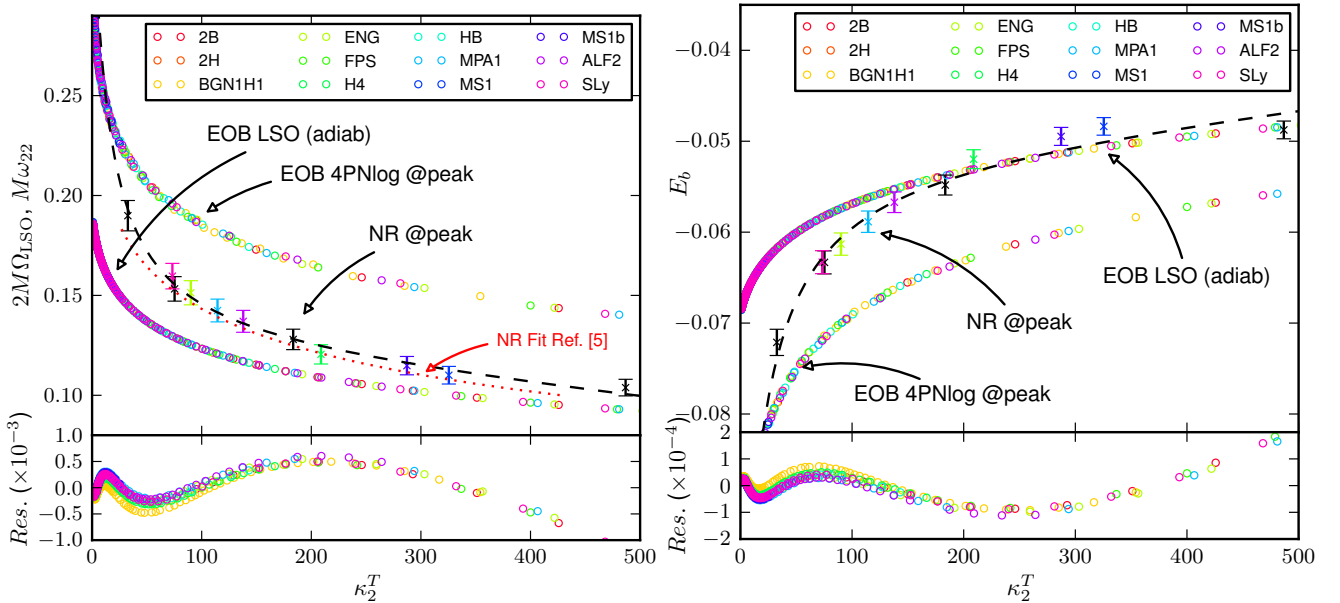 2B
2H
BGN1H1
ENG
FPS
H4
HB
MPA1
MS1
MS1b
ALF2
SLy
0.25
0.20
0.15
0.10
2MΩ_LSO, Mω_22
EOB LSO (adiab)
EOB 4PNlog @peak
NR @peak
NR Fit Ref. [5]
1.0
0.5
0.0
−0.5
−1.0
Res. (×10^−3)
0
100
200
300
400
500
κ_2^T
2B
2H
BGN1H1
ENG
FPS
H4
HB
MPA1
MS1
MS1b
ALF2
SLy
−0.04
−0.05
−0.06
−0.07
−0.08
E_b
EOB LSO (adiab)
NR @peak
EOB 4PNlog @peak
2
1
0
−1
−2
Res. (×10^−4)
0
100
200
300
400
500
κ_2^T